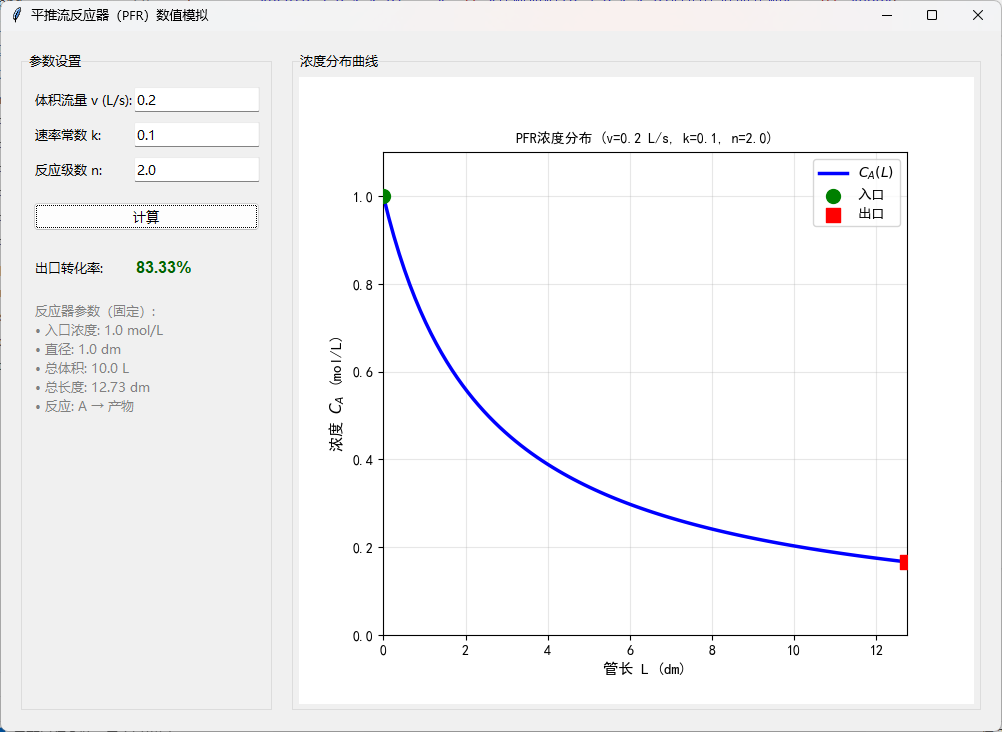 平推流反应器（PFR）数值模拟
参数设置
体积流量 v (L/s): 0.2
速率常数 k: 0.1
反应级数 n: 2.0
计算
出口转化率: 83.33%
反应器参数（固定）:
• 入口浓度: 1.0 mol/L
• 直径: 1.0 dm
• 总体积: 10.0 L
• 总长度: 12.73 dm
• 反应: A → 产物
浓度分布曲线
PFR浓度分布 (v=0.2 L/s, k=0.1, n=2.0)
C_A(L)
入口
出口
1.0
0.8
0.6
0.4
0.2
0.0
浓度 C_A (mol/L)
0 2 4 6 8 10 12
管长 L (dm)